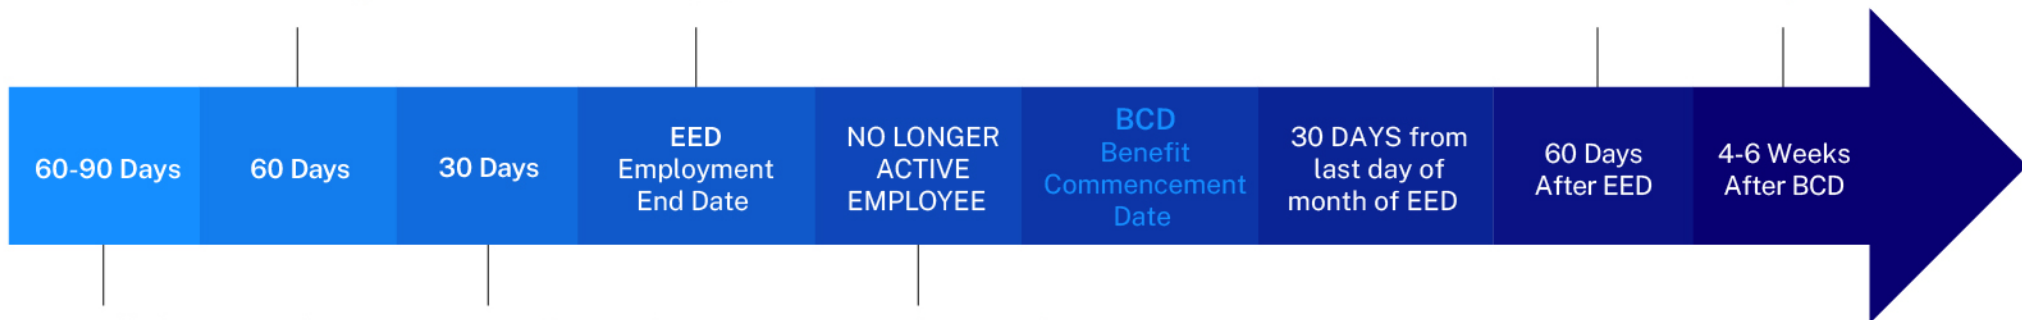 60-90 Days
60 Days
30 Days
EED
Employment
End Date
NO LONGER
ACTIVE
EMPLOYEE
BCD
Benefit
Commencement
Date
30 DAYS from
last day of
month of EED
60 Days
After EED
4-6 Weeks
After BCD